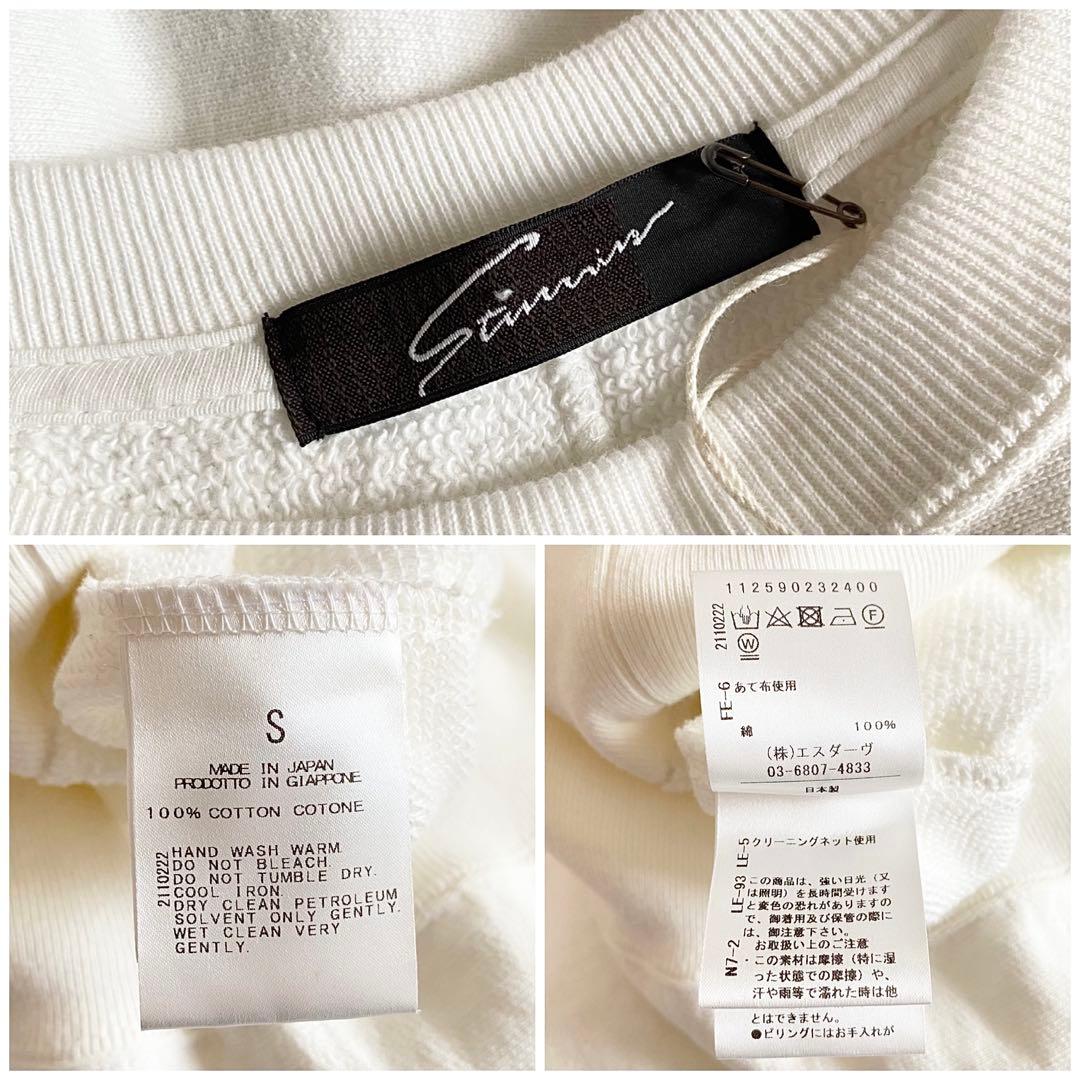 S
MADE IN JAPAN
PRODOTTO IN GIAPPONE
100% COTTON COTONE
2110222
HAND WASH WARM.
DO NOT BLEACH.
DO NOT TUMBLE DRY.
COOL IRON.
DRY CLEAN PETROLEUM
SOLVENT ONLY GENTLY.
WET CLEAN VERY
GENTLY.
112590232400
2110222
F
W
FE-6
あて布使用
綿 100%
(株)エスダーヴ
03-6807-4833
日本製
LE-5
クリーニングネット使用
LE-93
この商品は、強い日光(又
は照明)を長時間受けます
と変色の恐れがありますの
で、御着用及び保管の際に
は、御注意下さい。
N7-2
お取扱い上のご注意
・この素材は摩擦(特に湿
った状態での摩擦)や、
汗や雨等で濡れた時は他
とはできません。
●ピリングにはお手入れが